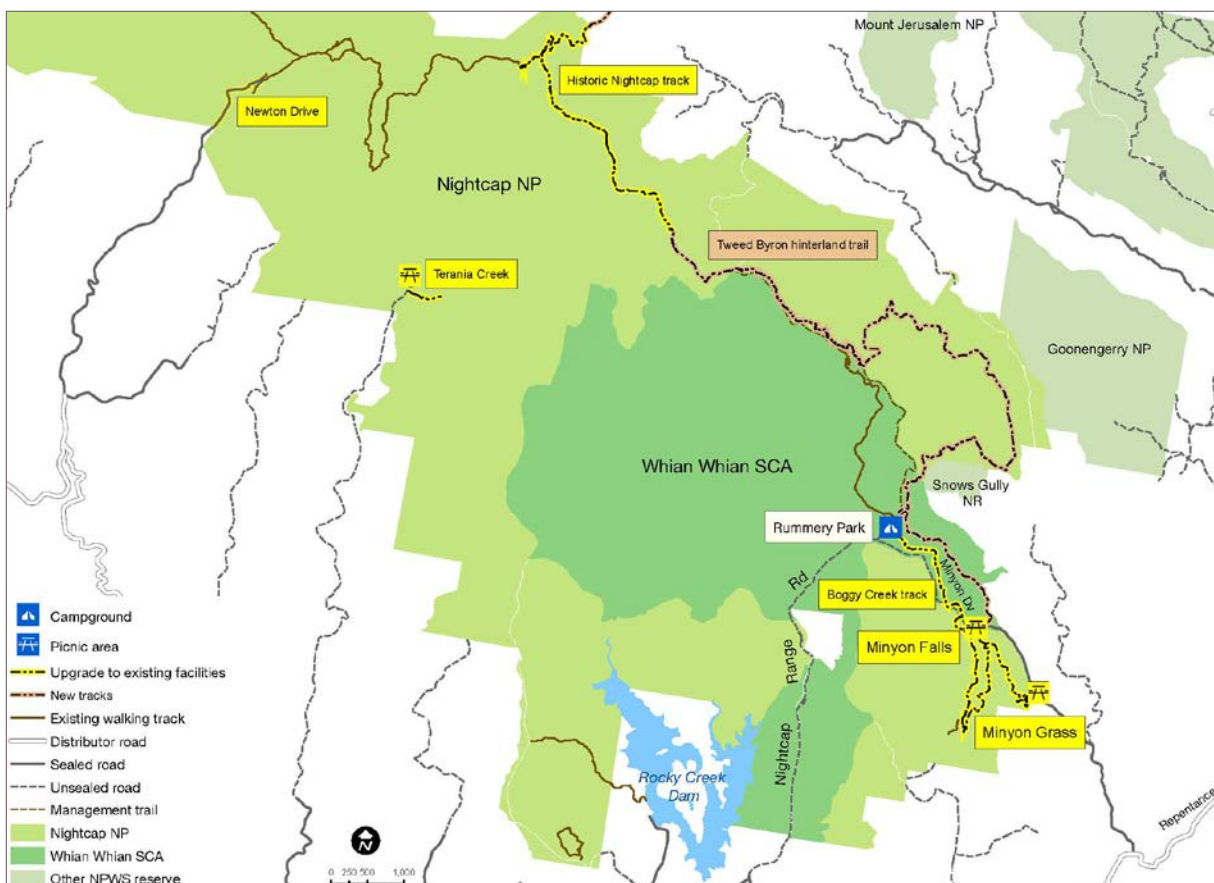 Mount Jerusalem NP
Historic Nightcap track
Newton Drive
Nightcap NP
Tweed Byron hinterland trail
Terania Creek
Goonengerry NP
Whian Whian SCA
Snows Gully
NR
Rummery Park
Nightcap Range Rd
Minyon Dv
Boggy Creek track
Minyon Falls
Minyon Grass
Rocky Creek
Dam
Repentance
Campground
Picnic area
Upgrade to existing facilities
New tracks
Existing walking track
Distributor road
Sealed road
Unsealed road
Management trail
Nightcap NP
Whian Whian SCA
Other NPWS reserve
N
0 250 500 1,000